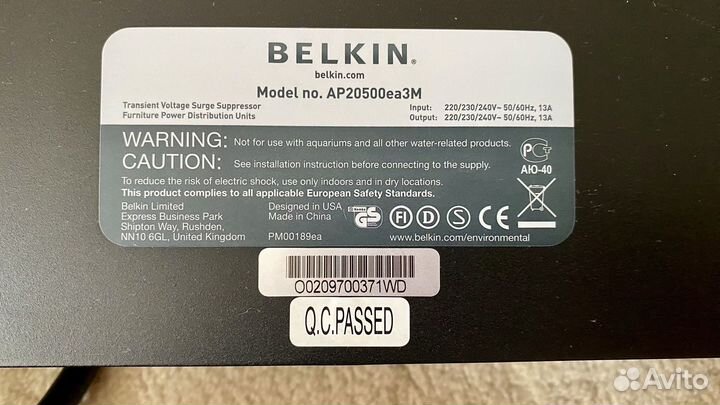 BELKIN®
belkin.com
Model no. AP20500ea3M
Transient Voltage Surge Suppressor
Furniture Power Distribution Units
Input: 220/230/240V~ 50/60Hz, 13A
Output: 220/230/240V~ 50/60Hz, 13A
WARNING: Not for use with aquariums and all other water-related products.
CAUTION: See installation instruction before connecting to the supply.
To reduce the risk of electric shock, use only indoors and in dry locations.
This product complies to all applicable European Safety Standards.
РСТ
АЮ-40
Belkin Limited
Express Business Park
Shipton Way, Rushden,
NN10 6GL, United Kingdom
Designed in USA,
Made in China
PM00189ea
GS
FI D S CE
www.belkin.com/environmental
O0209700371WD
Q.C.PASSED
Avito